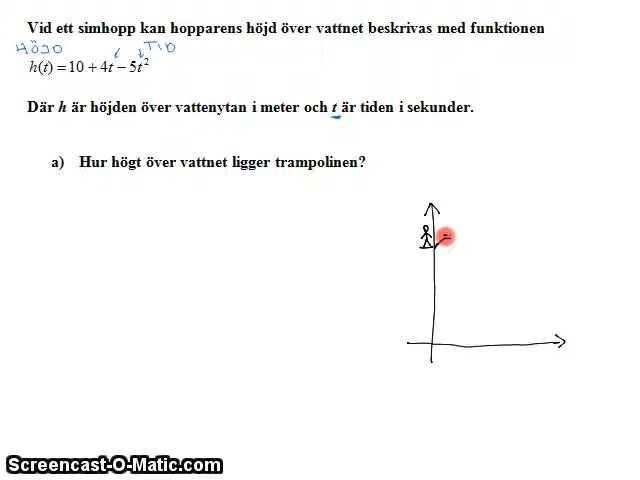 Vid ett simhopp kan hopparens höjd över vattnet beskrivas med funktionen
HÖJD TID
h(t) = 10 + 4t − 5t²
Där h är höjden över vattenytan i meter och t är tiden i sekunder.
a) Hur högt över vattnet ligger trampolinen?
Screencast-O-Matic.com